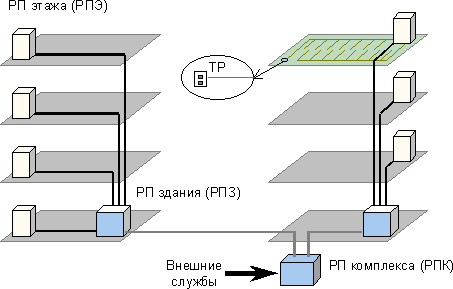 РП этажа (РПЭ)
ТР
РП здания (РПЗ)
Внешние
службы
РП комплекса (РПК)